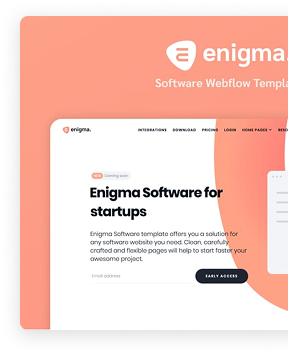 enigma.
Software Webflow Templa
enigma.
INTEGRATIONS DOWNLOAD PRICING LOGIN HOME PAGES RESO
NEW Coming soon
Enigma Software for
startups
Enigma Software template offers you a solution for
any software website you need. Clean, carefully
crafted and flexible pages will help to start faster your
awesome project.
Email address
EARLY ACCESS